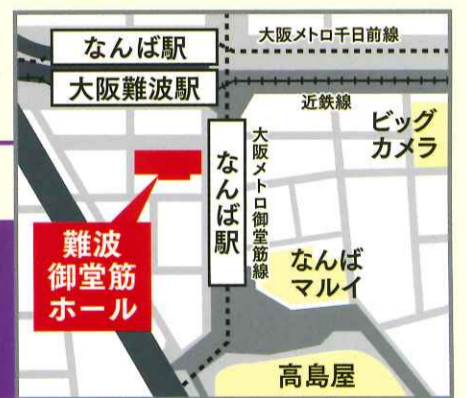 なんば駅
大阪メトロ千日前線
大阪難波駅
近鉄線
ビッグ
カメラ
なんば駅
大阪メトロ御堂筋線
難波
御堂筋
ホール
なんば
マルイ
高島屋